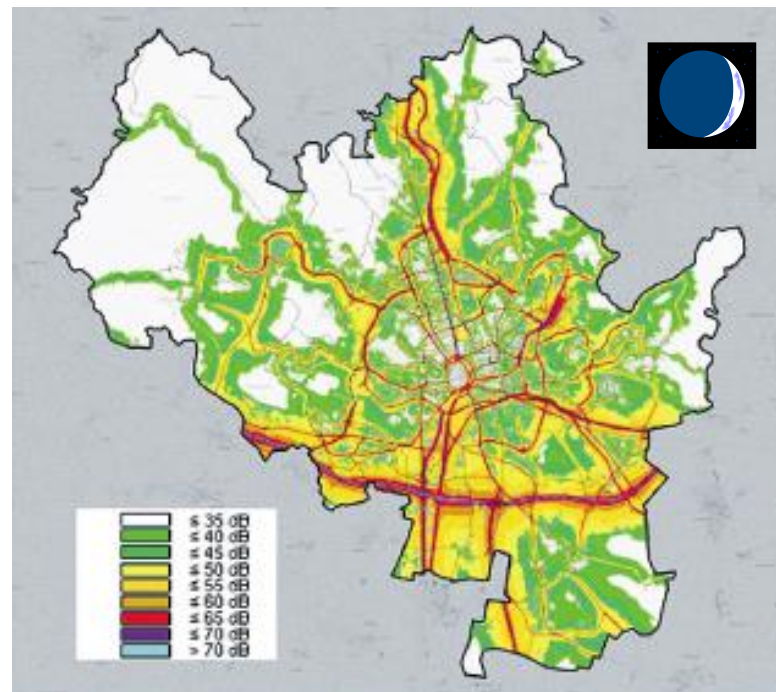 ≤ 35 dB
≤ 40 dB
≤ 45 dB
≤ 50 dB
≤ 55 dB
≤ 60 dB
≤ 65 dB
≤ 70 dB
> 70 dB